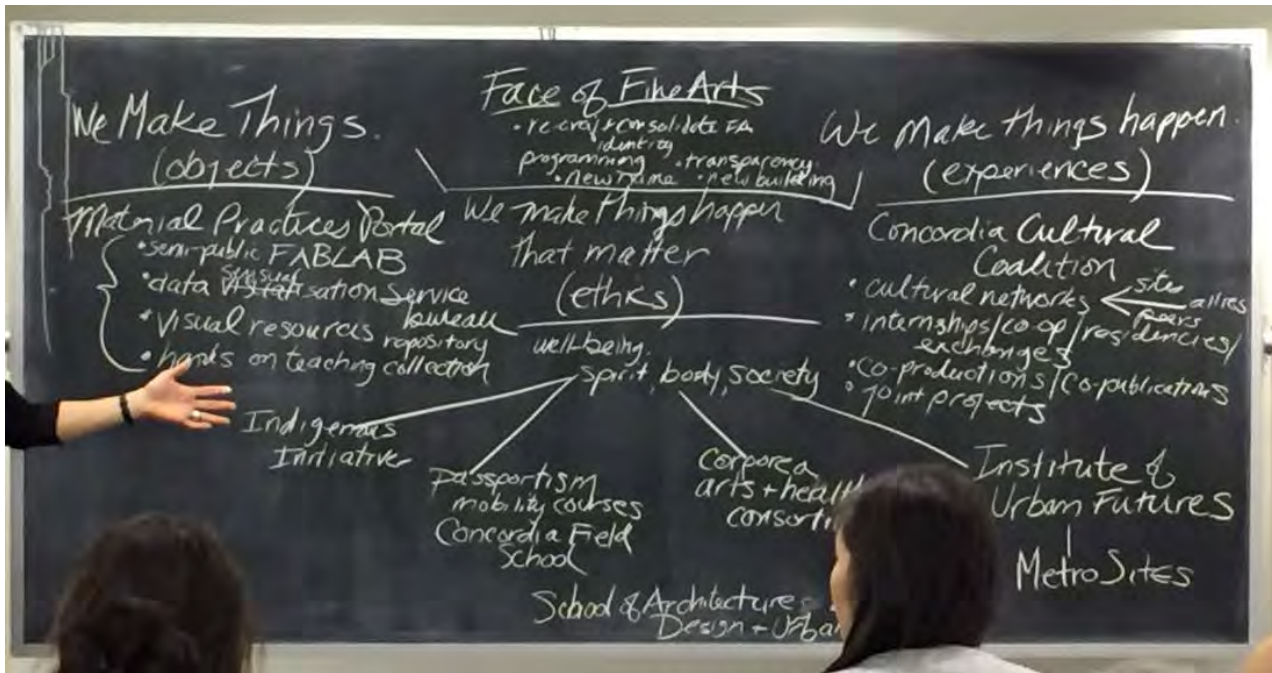 Face of Fine Arts
• re-craft + consolidate FA
identity
programming • transparency
• new name • new building
We Make Things.
(objects)
Material Practices Portal
• semi-public FABLAB
• data sensualisation service
bureau
• Visual resources repository
• hands on teaching collection
We make things happen
that matter
(ethics)
well-being.
spirit, body, society
We make things happen.
(experiences)
Concordia Cultural
Coalition
• cultural networks sites
allies
peers
• internships/co-op/residencies/
exchanges
• co-productions/co-publications
• joint projects
Indigenous
Initiative
Passportism
mobility courses
Concordia Field
School
Corporea
arts + health
Institute of
Urban Futures
Metro Sites
School of Architecture
Design +